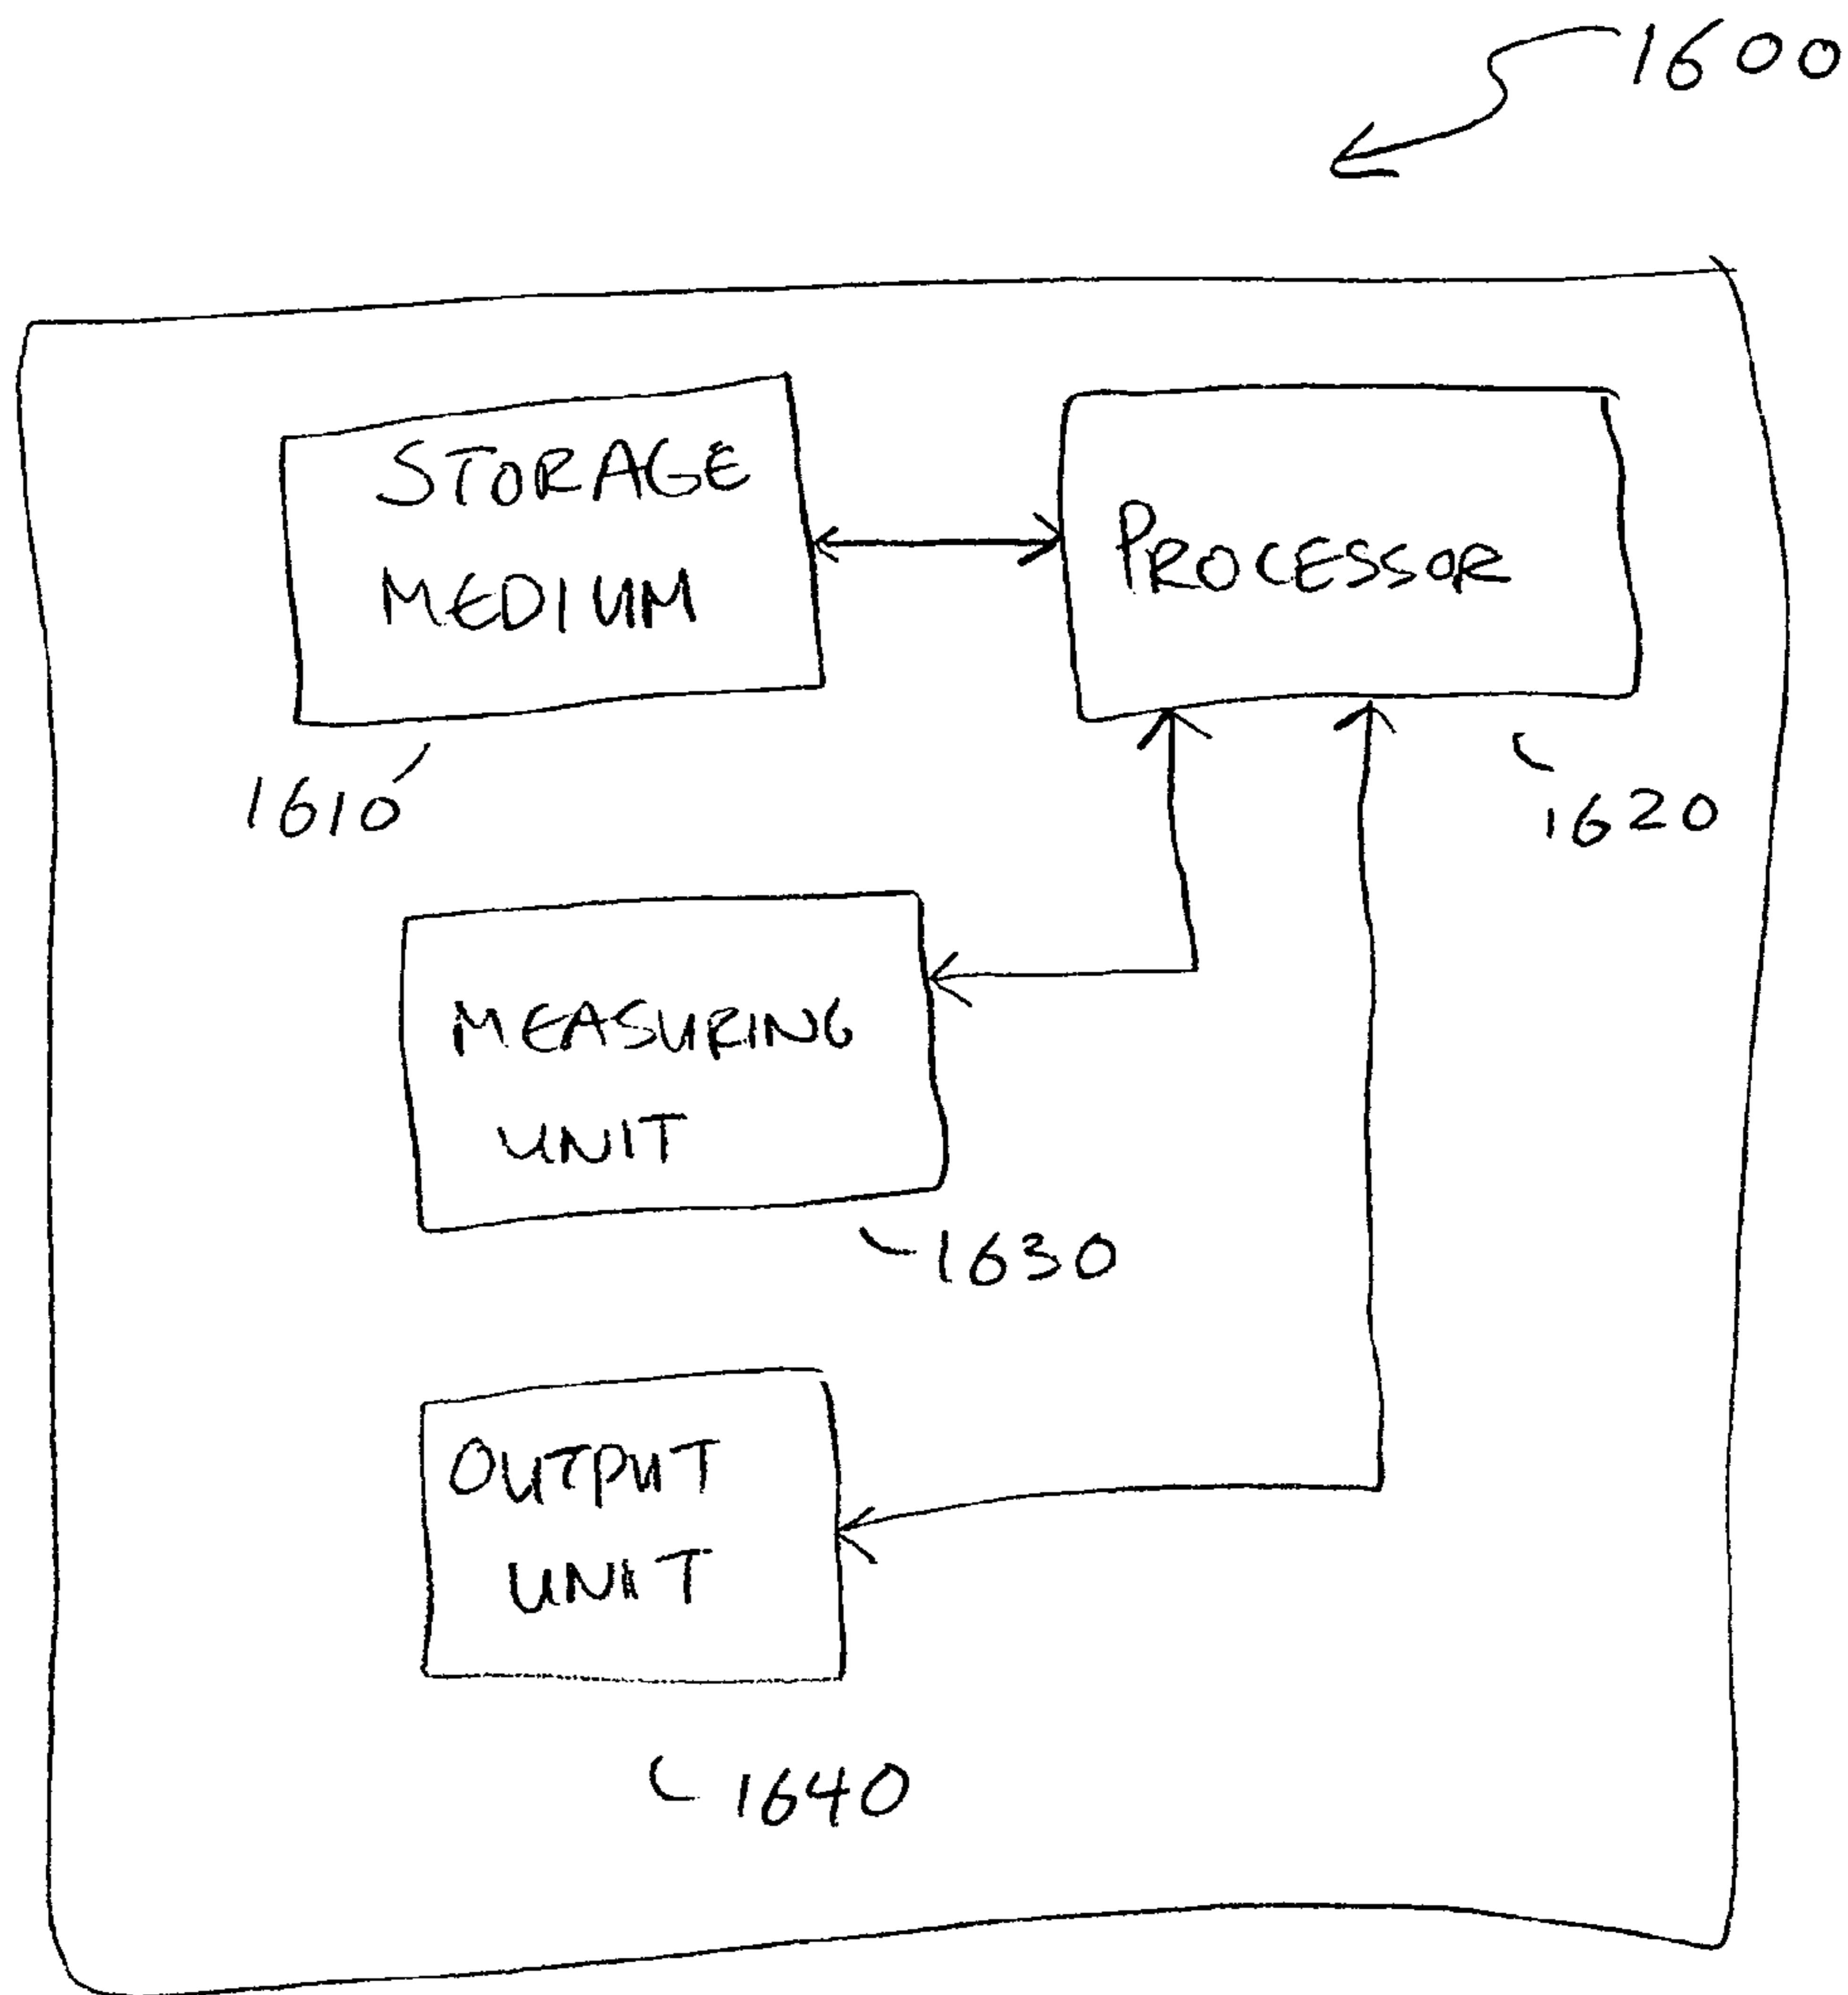 1600
STORAGE
MEDIUM
PROCESSOR
1610
1620
MEASURING
UNIT
1630
OUTPUT
UNIT
1640